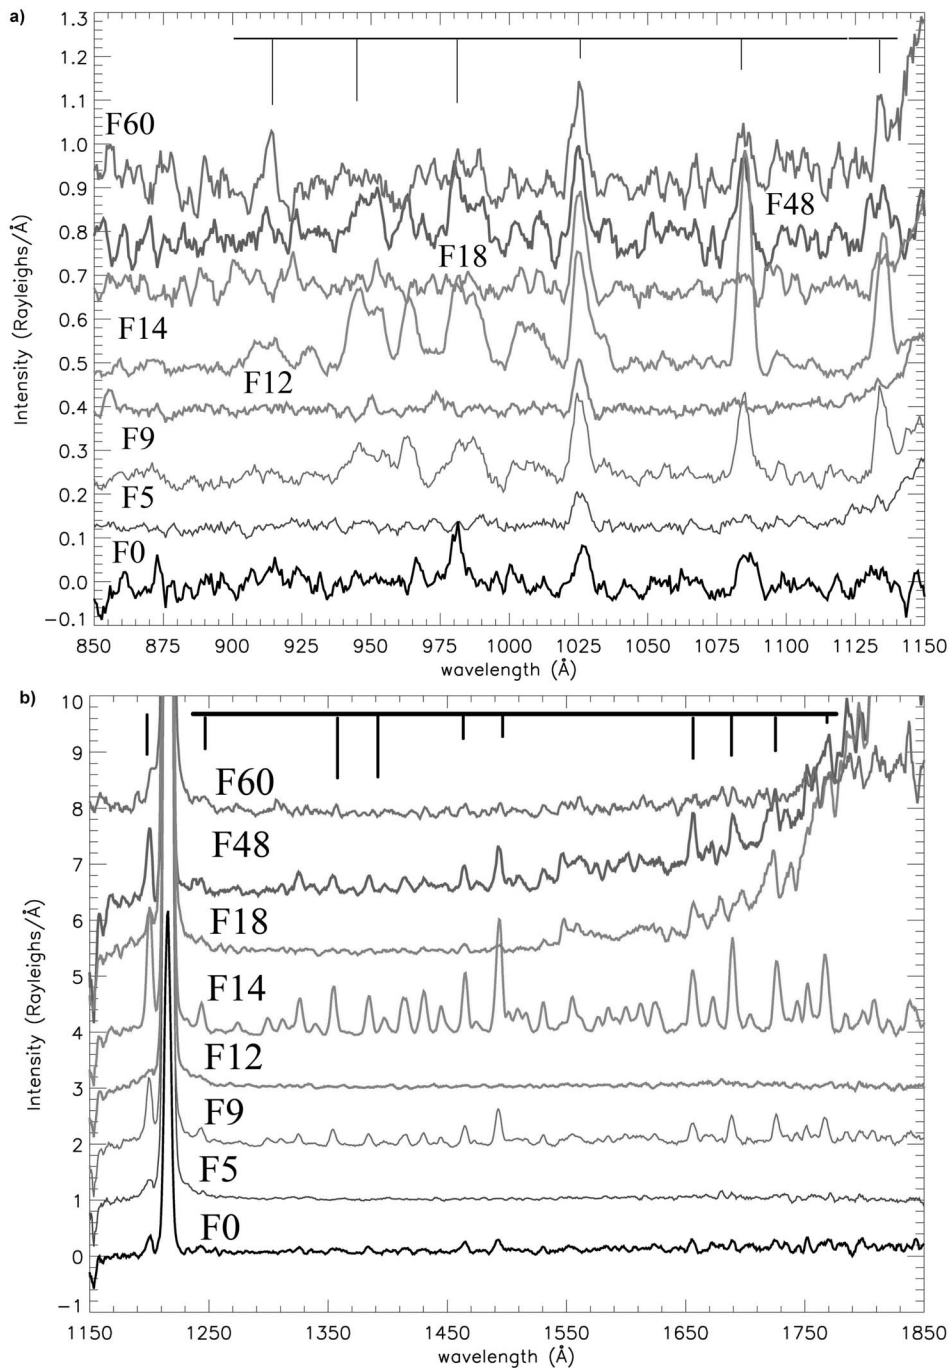 a)
1.3
1.2
1.1
F60
1.0
0.9
F48
0.8
F18
0.7
F14
0.6
0.5
F12
0.4
F9
0.3
0.2
F5
0.1
F0
0.0
−0.1
Intensity (Rayleighs/Å)
850 875 900 925 950 975 1000 1025 1050 1075 1100 1125 1150
wavelength (Å)
b)
10
9
F60
8
F48
7
6
F18
5
F14
4
F12
3
F9
2
F5
1
F0
0
−1
Intensity (Rayleighs/Å)
1150 1250 1350 1450 1550 1650 1750 1850
wavelength (Å)